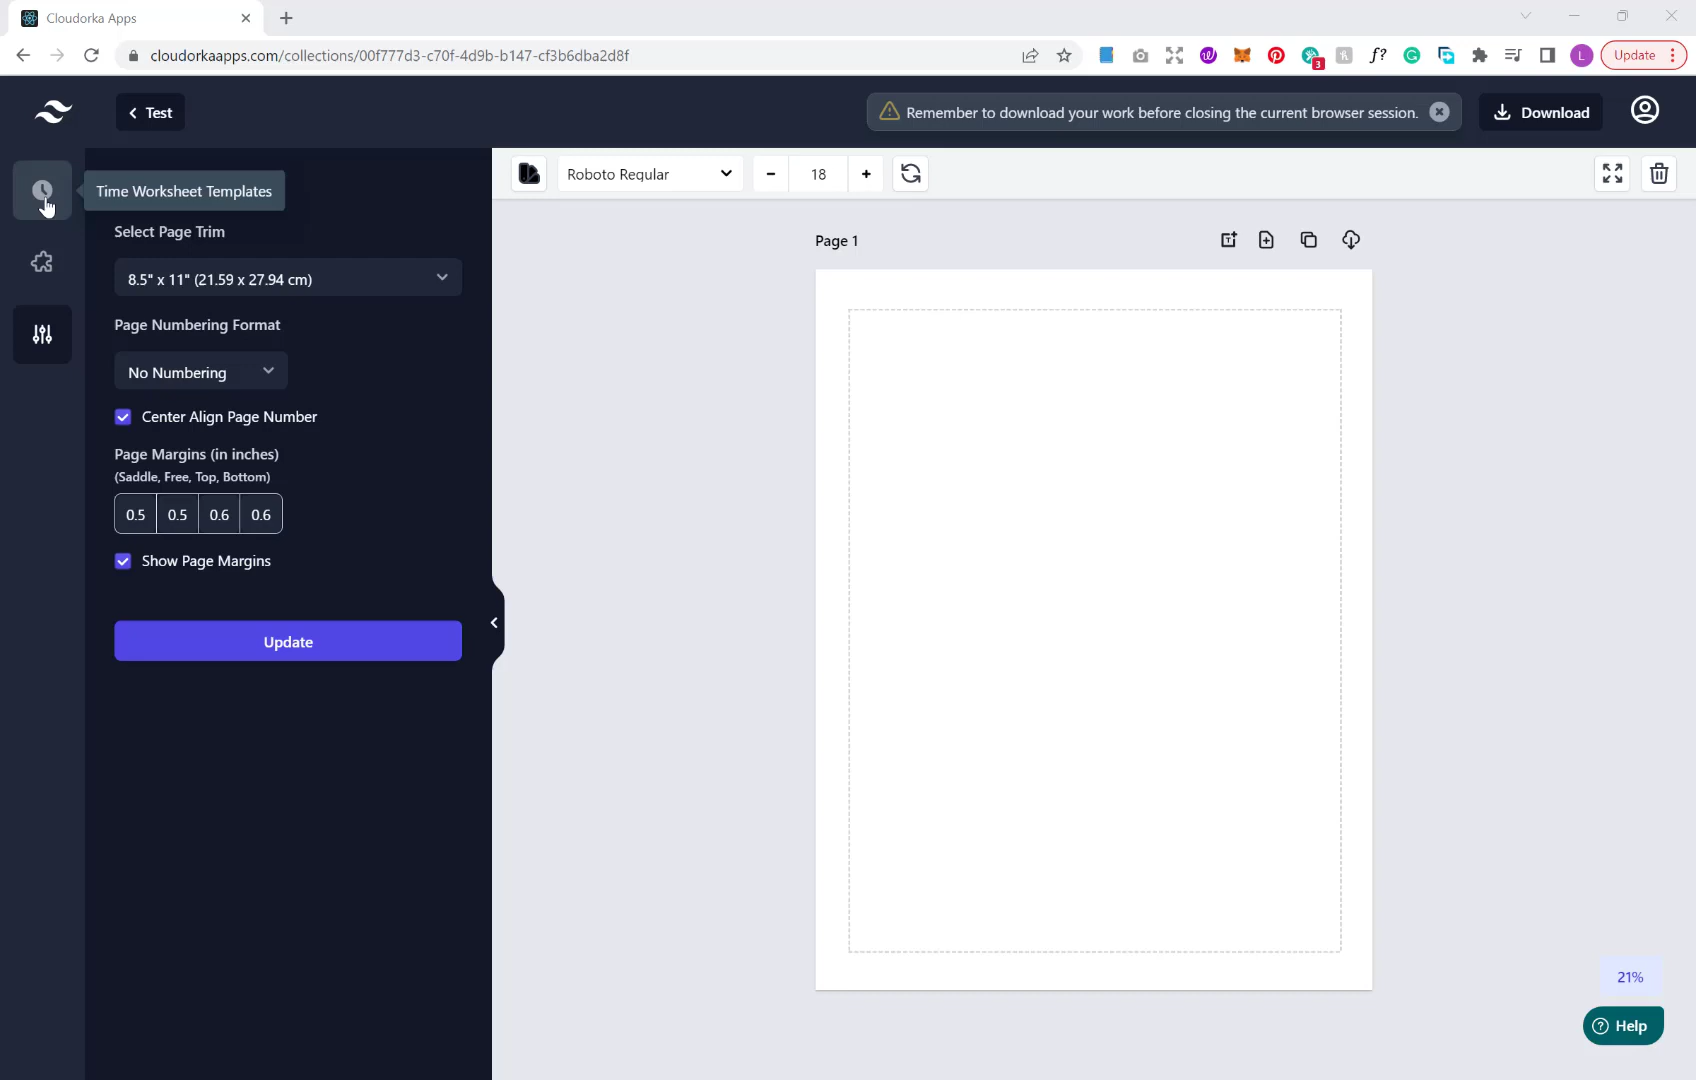 Cloudorka Apps
cloudorkaapps.com/collections/00f777d3-c70f-4d9b-b147-cf3b6dba2d8f
3
f?
L
Update
Test
Remember to download your work before closing the current browser session.
Download
Time Worksheet Templates
Roboto Regular
- 18 +
Select Page Trim
8.5" x 11" (21.59 x 27.94 cm)
Page 1
Page Numbering Format
No Numbering
Center Align Page Number
Page Margins (in inches)
(Saddle, Free, Top, Bottom)
0.5 0.5 0.6 0.6
Show Page Margins
Update
21%
? Help